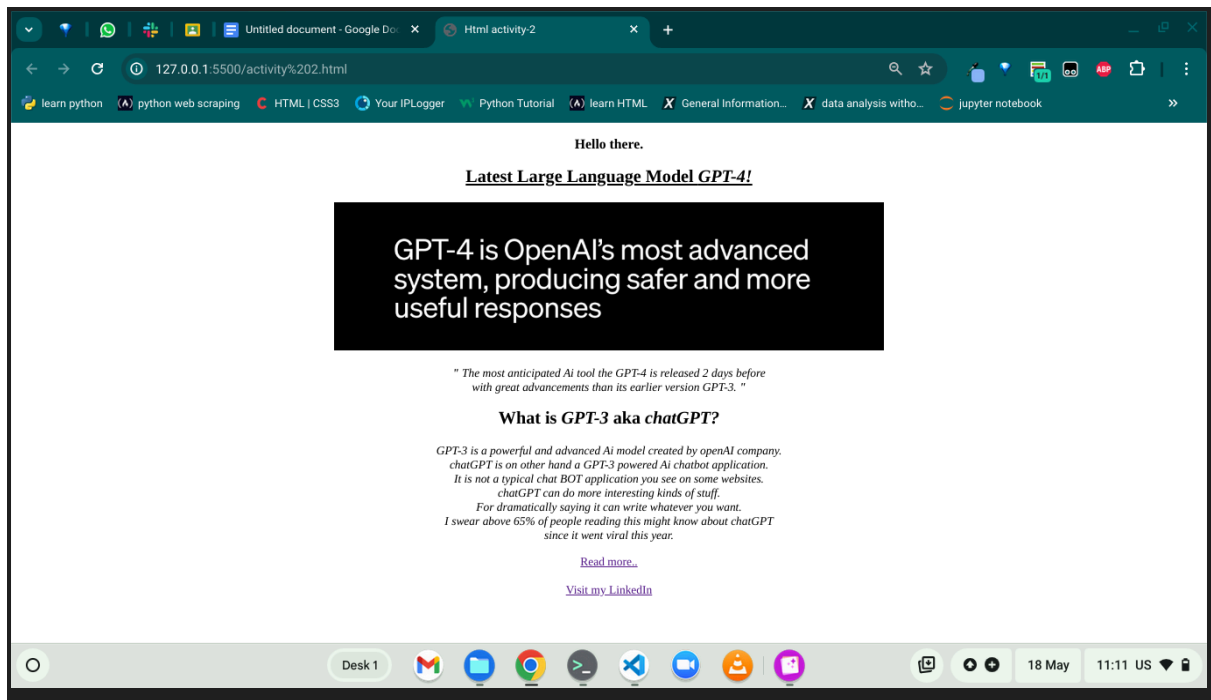 Untitled document - Google Doc
Html activity-2
127.0.0.1:5500/activity%202.html
1/1
ABP
learn python
python web scraping
HTML | CSS3
Your IPLogger
Python Tutorial
learn HTML
General Information...
data analysis witho...
jupyter notebook
Hello there.
Latest Large Language Model GPT-4!
GPT-4 is OpenAI's most advanced
system, producing safer and more
useful responses
" The most anticipated Ai tool the GPT-4 is released 2 days before
with great advancements than its earlier version GPT-3. "
What is GPT-3 aka chatGPT?
GPT-3 is a powerful and advanced Ai model created by openAI company.
chatGPT is on other hand a GPT-3 powered Ai chatbot application.
It is not a typical chat BOT application you see on some websites.
chatGPT can do more interesting kinds of stuff.
For dramatically saying it can write whatever you want.
I swear above 65% of people reading this might know about chatGPT
since it went viral this year.
Read more..
Visit my LinkedIn
Desk 1
18 May
11:11 US